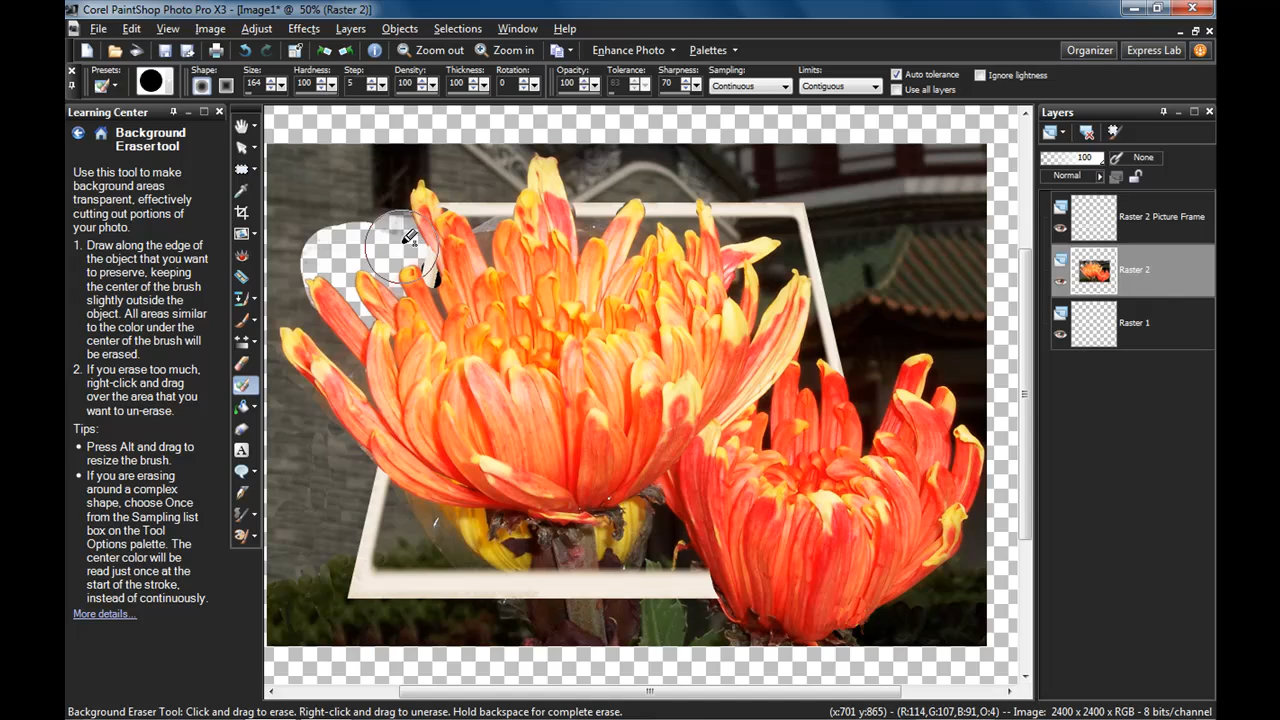 Corel PaintShop Photo Pro X3 - [Image1* @  50% (Raster 2)]
File Edit View Image Adjust Effects Layers Objects Selections Window Help
Zoom out Zoom in Enhance Photo Palettes Organizer Express Lab
Presets: Shape: Size: Hardness: Step: Density: Thickness: Rotation: Opacity: Tolerance: Sharpness: Sampling: Limits: Auto tolerance Ignore lightness
164 100 5 100 100 0 100 83 70 Continuous Contiguous Use all layers
Learning Center
Background
Eraser tool
Use this tool to make
background areas
transparent, effectively
cutting out portions of
your photo.
1. Draw along the edge of
the object that you want
to preserve, keeping
the center of the brush
slightly outside the
object. All areas similar
to the color under the
center of the brush will
be erased.
2. If you erase too much,
right-click and drag
over the area that you
want to un-erase.
Tips:
• Press Alt and drag to
resize the brush.
• If you are erasing
around a complex
shape, choose Once
from the Sampling list
box on the Tool
Options palette. The
center color will be
read just once at the
start of the stroke,
instead of continuously.
More details...
Layers
100 None
Normal
Raster 2 Picture Frame
Raster 2
Raster 1
Background Eraser Tool: Click and drag to erase. Right-click and drag to unerase. Hold backspace for complete erase.
(x:701 y:865) - (R:114,G:107,B:91,O:4) -- Image: 2400 x 2400 x RGB - 8 bits/channel